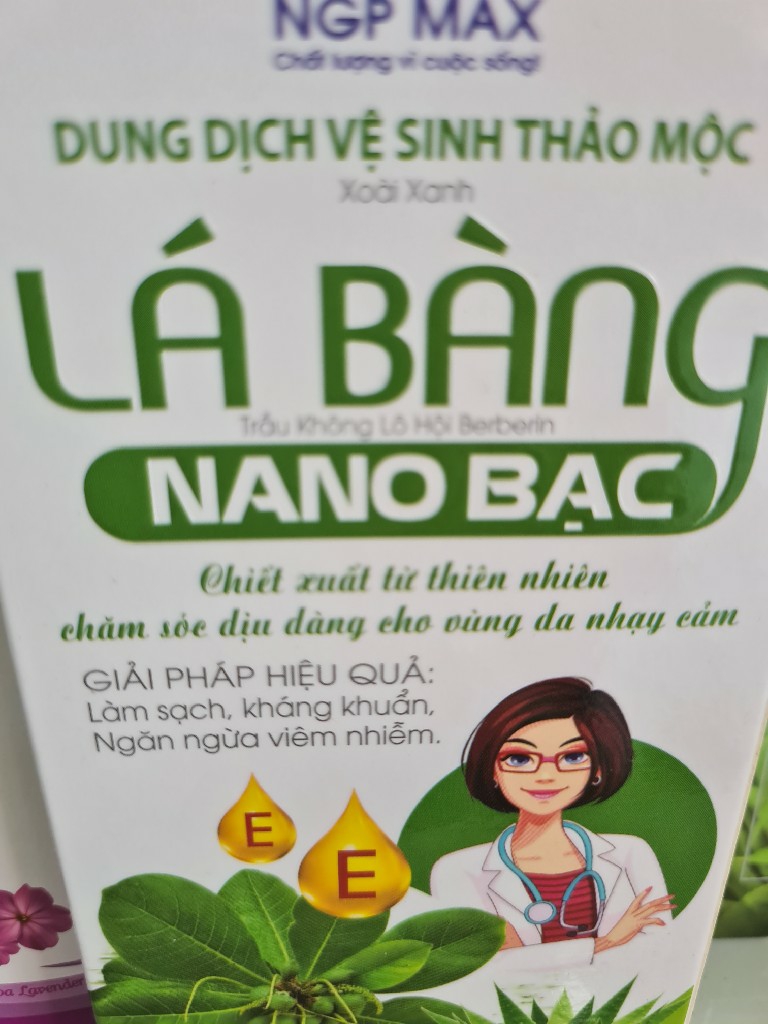 NGP MAX
Chất lượng vì cuộc sống!
DUNG DỊCH VỆ SINH THẢO MỘC
Xoài Xanh
LÁ BÀNG
Trầu Không Lô Hội Berberin
NANO BẠC
Chiết xuất từ thiên nhiên
chăm sóc dịu dàng cho vùng da nhạy cảm
GIẢI PHÁP HIỆU QUẢ:
Làm sạch, kháng khuẩn,
Ngăn ngừa viêm nhiễm.
E
E
Lavender